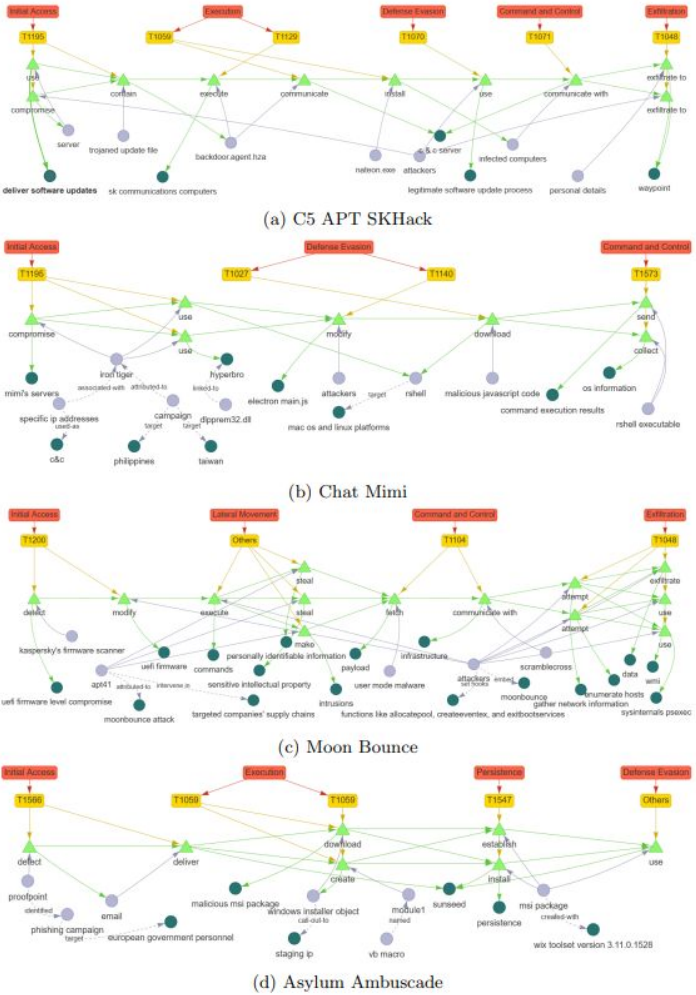 Initial Access
Execution
Defense Evasion
Command and Control
Exfiltration
T1195
T1059
T1129
T1070
T1071
T1048
use
contain
execute
communicate
install
use
communicate with
exfiltrate to
compromise
exfiltrate to
server
trojaned update file
backdoor.agent hza
nateon.exe
attackers
c & c server
infected computers
deliver software updates
sk communications computers
legitimate software update process
personal details
waypoint
(a) C5 APT SKHack
Initial Access
Defense Evasion
Command and Control
T1195
T1027
T1140
T1573
compromise
use
use
modify
download
send
collect
iron tiger
hyperbro
mimi's servers
associated-with
attributed-to
linked-to
electron main.js
attackers
target
rshell
malicious javascript code
os information
command execution results
specific ip addresses
campaign
dlpprem32.dll
mac os and linux platforms
rshell executable
used-as
target
target
c&c
philippines
taiwan
(b) Chat Mimi
Initial Access
Lateral Movement
Command and Control
Exfiltration
T1200
Others
T1104
T1048
steal
exfiltrate
attempt
detect
modify
execute
steal
fetch
communicate with
use
attempt
make
use
kaspersky's firmware scanner
uefi firmware
commands
personally identifiable information
payload
infrastructure
scramblecross
apt41
sensitive intellectual property
user mode malware
attackers
data
wmi
attributed-to
intervene in
set hooks
embed
moonbounce
enumerate hosts
uefi firmware level compromise
moonbounce attack
targeted companies' supply chains
intrusions
functions like allocatepool, createeventex, and exitbootservices
gather network information
sysinternals psexec
(c) Moon Bounce
Initial Access
Execution
Persistence
Defense Evasion
T1566
T1059
T1059
T1547
Others
download
establish
detect
deliver
create
install
use
proofpoint
email
malicious msi package
windows installer object
module1
sunseed
persistence
msi package
identified
call-out-to
named
created-with
phishing campaign
target
european government personnel
staging ip
vb macro
wix toolset version 3.11.0.1528
(d) Asylum Ambuscade